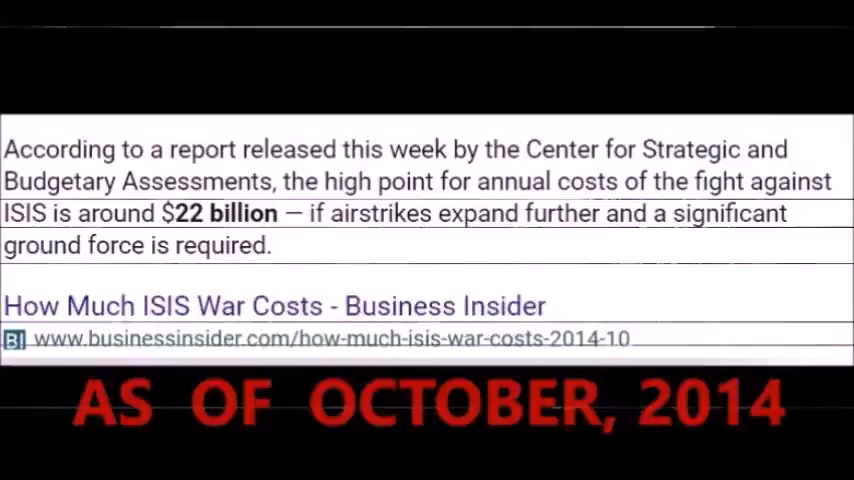 According to a report released this week by the Center for Strategic and
Budgetary Assessments, the high point for annual costs of the fight against
ISIS is around $22 billion — if airstrikes expand further and a significant
ground force is required.
How Much ISIS War Costs - Business Insider
BI www.businessinsider.com/how-much-isis-war-costs-2014-10
AS OF OCTOBER, 2014